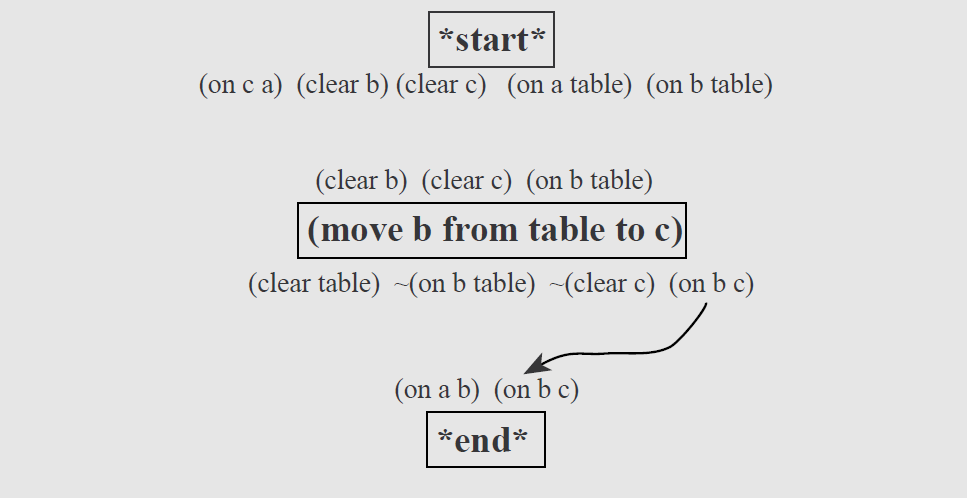 *start*
(on c a) (clear b) (clear c) (on a table) (on b table)
(clear b) (clear c) (on b table)
(move b from table to c)
(clear table) ~(on b table) ~(clear c) (on b c)
(on a b) (on b c)
*end*